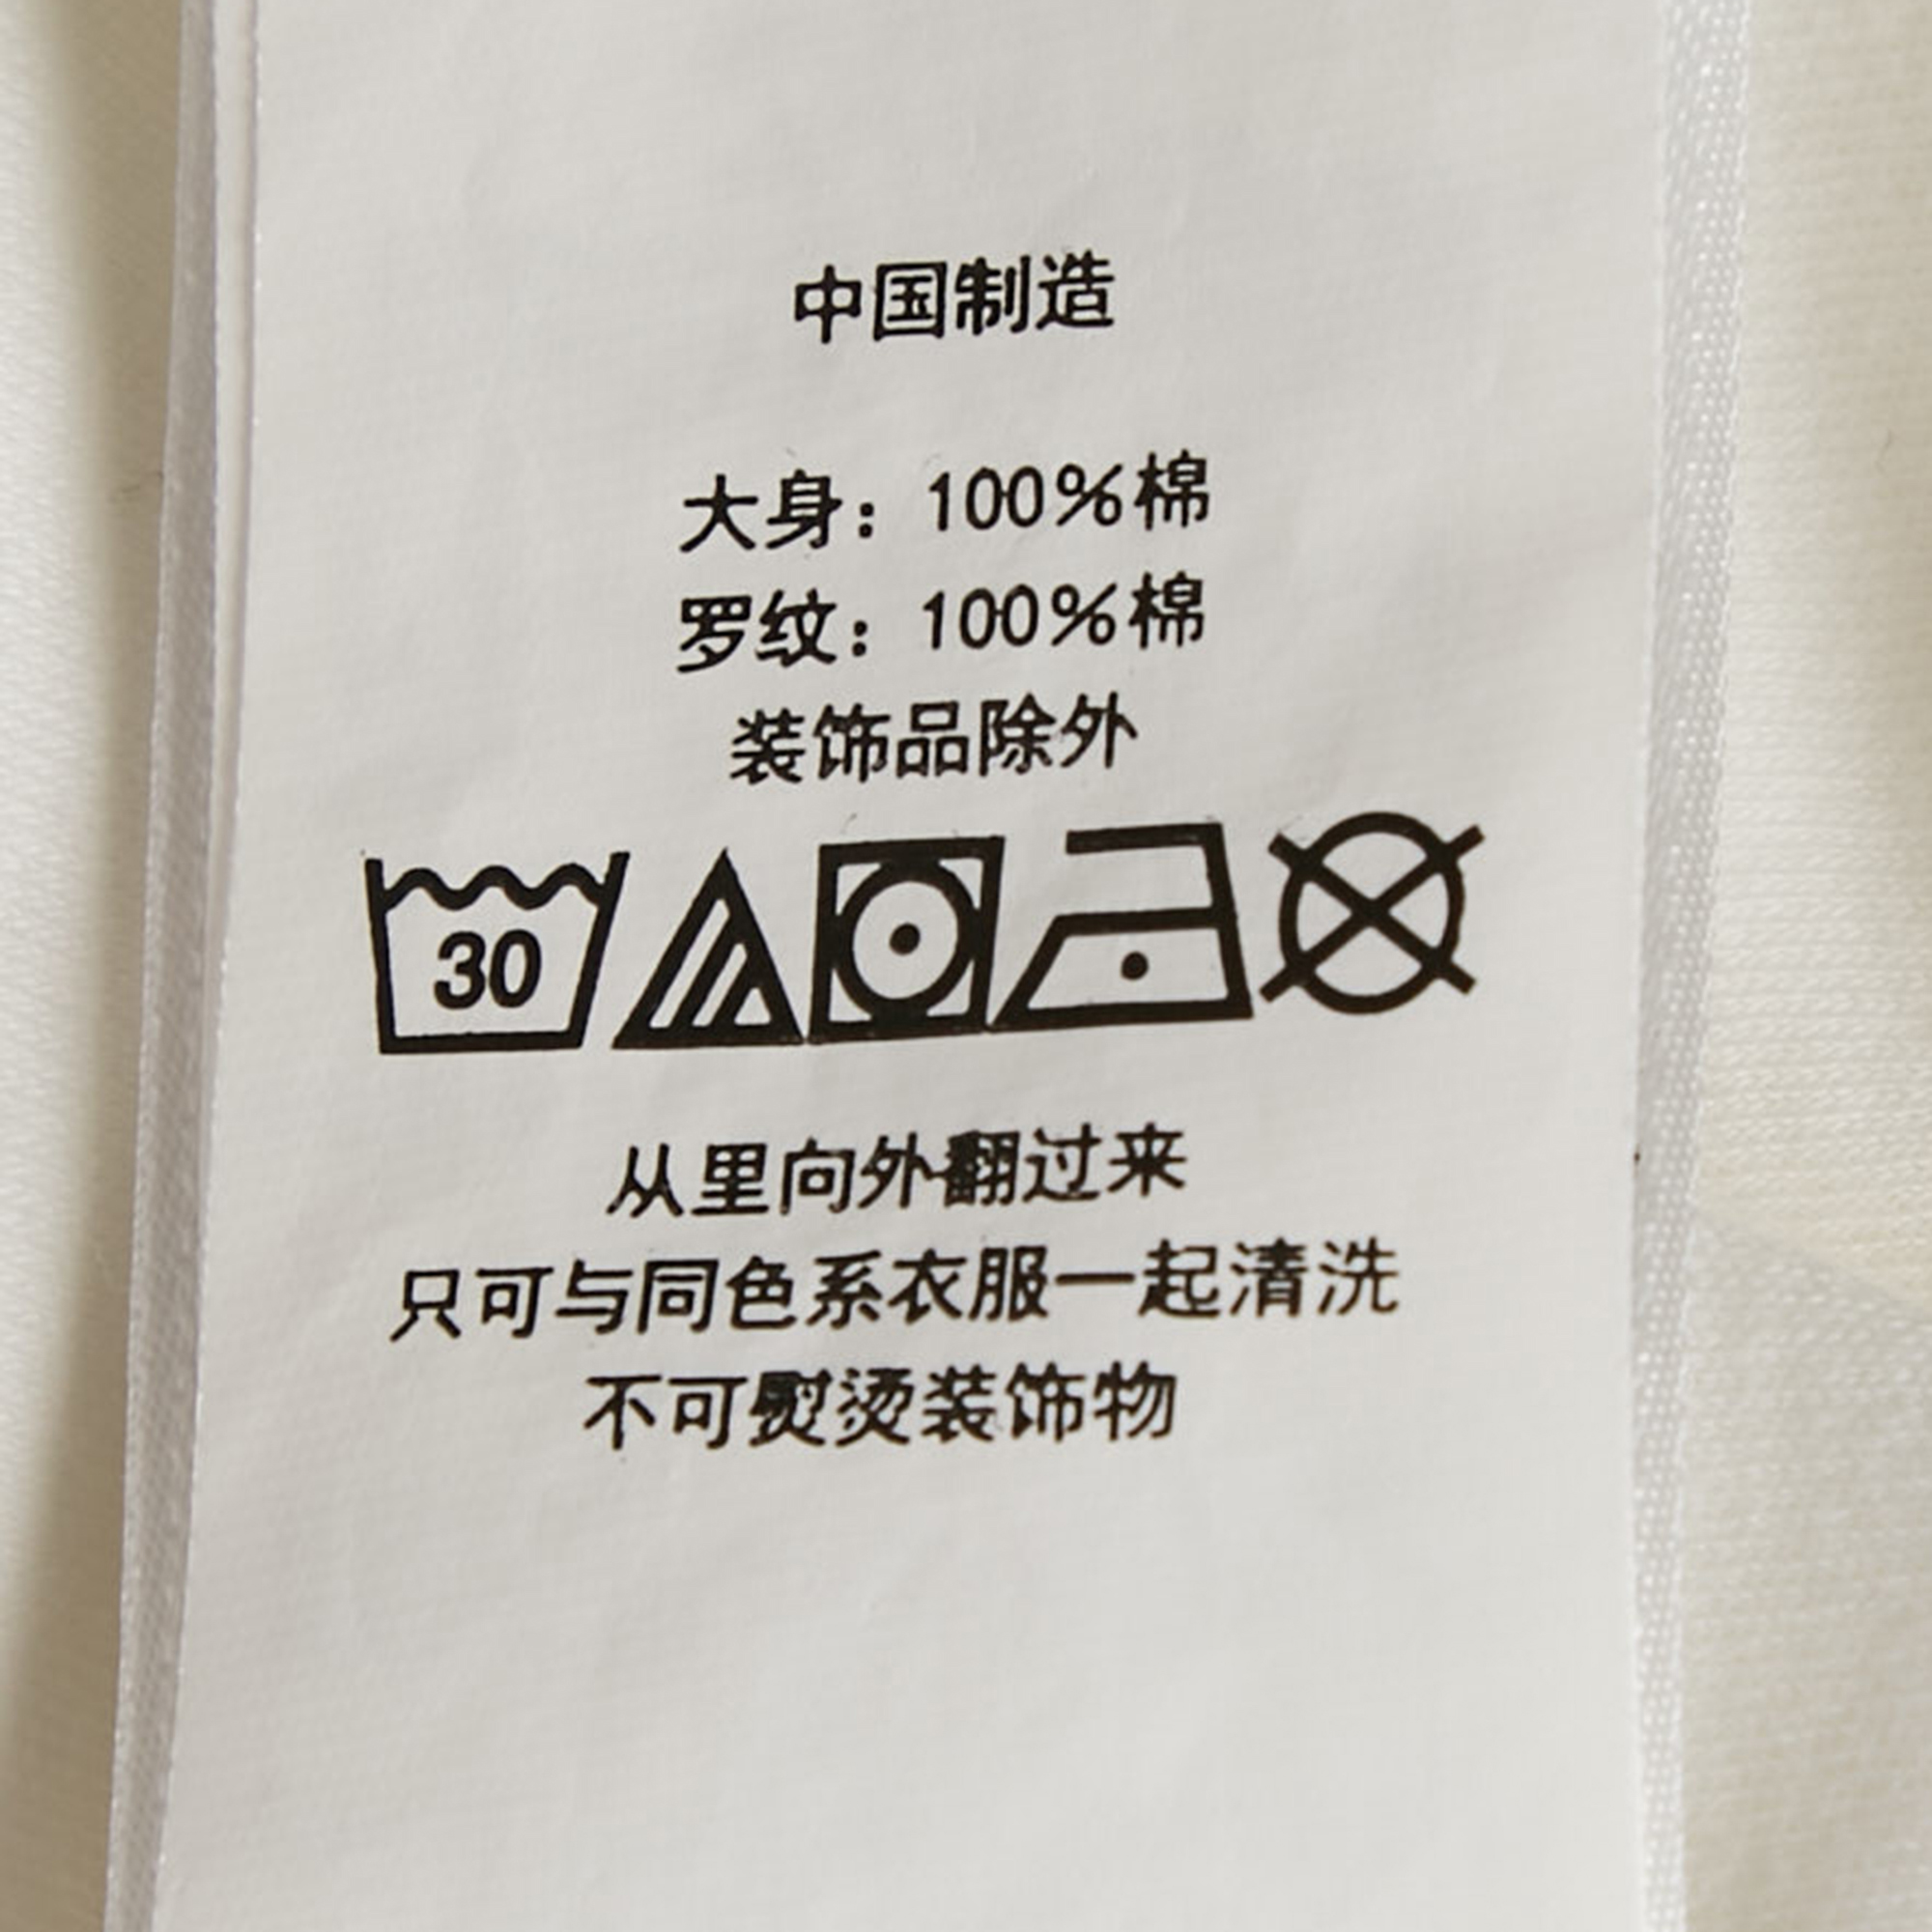 中国制造
大身：100%棉
罗纹：100%棉
装饰品除外
30
从里向外翻过来
只可与同色系衣服一起清洗
不可熨烫装饰物